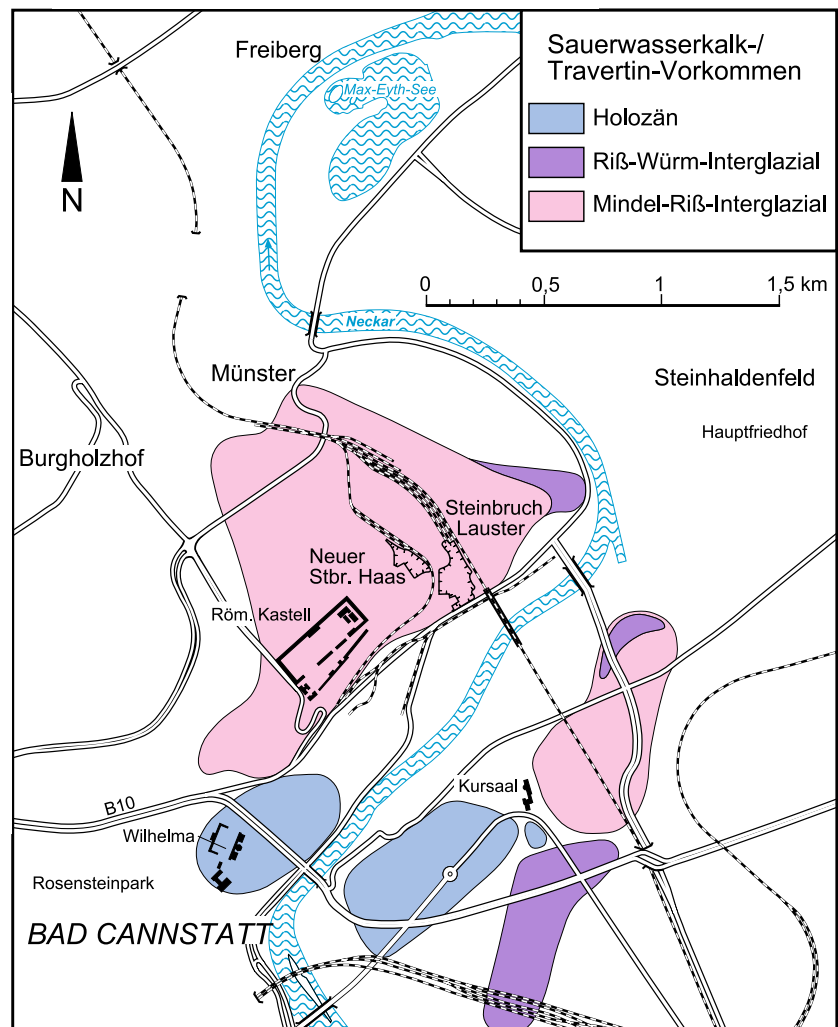 Freiberg
Max-Eyth-See
Sauerwasserkalk-/
Travertin-Vorkommen
Holozän
Riß-Würm-Interglazial
Mindel-Riß-Interglazial
N
0
0,5
1
1,5 km
Neckar
Münster
Steinhaldenfeld
Hauptfriedhof
Burgholzhof
Steinbruch
Lauster
Neuer
Stbr. Haas
Röm. Kastell
Kursaal
B10
Wilhelma
Rosensteinpark
BAD CANNSTATT